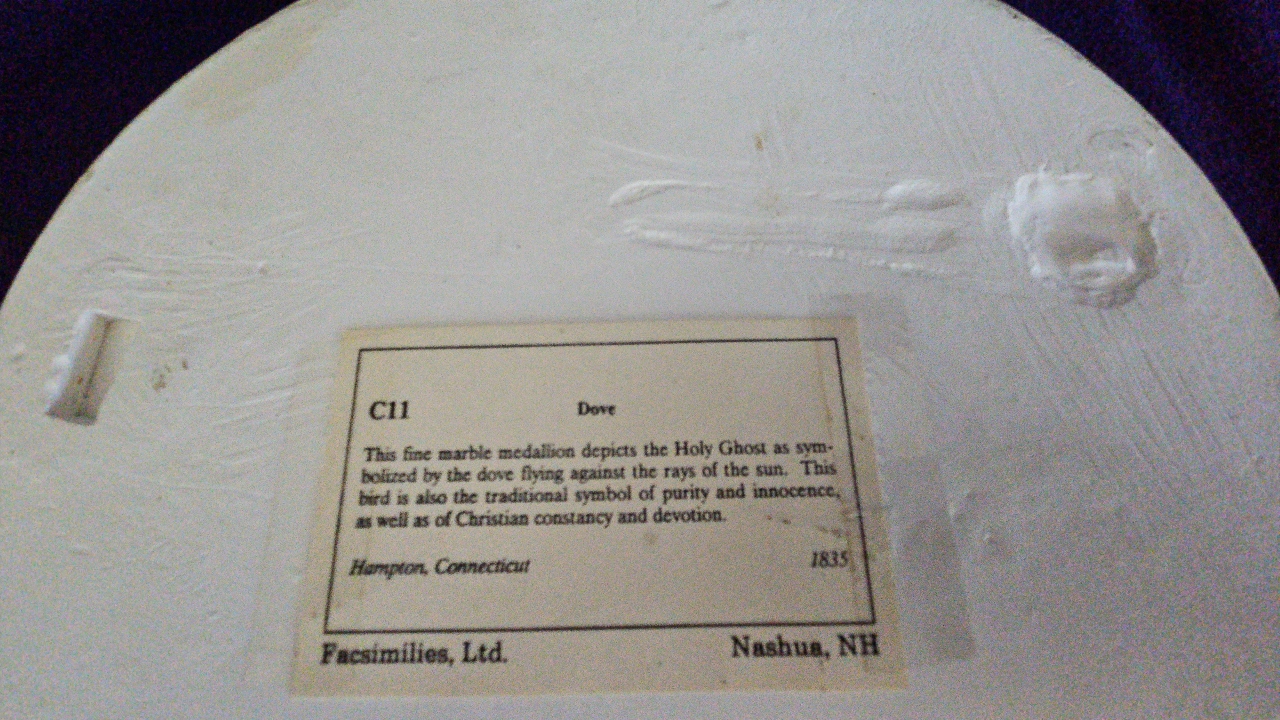 C11 Dove
This fine marble medallion depicts the Holy Ghost as sym-
bolized by the dove flying against the rays of the sun. This
bird is also the traditional symbol of purity and innocence,
as well as of Christian constancy and devotion.
Hampton, Connecticut 1835
Facsimilies, Ltd. Nashua, NH